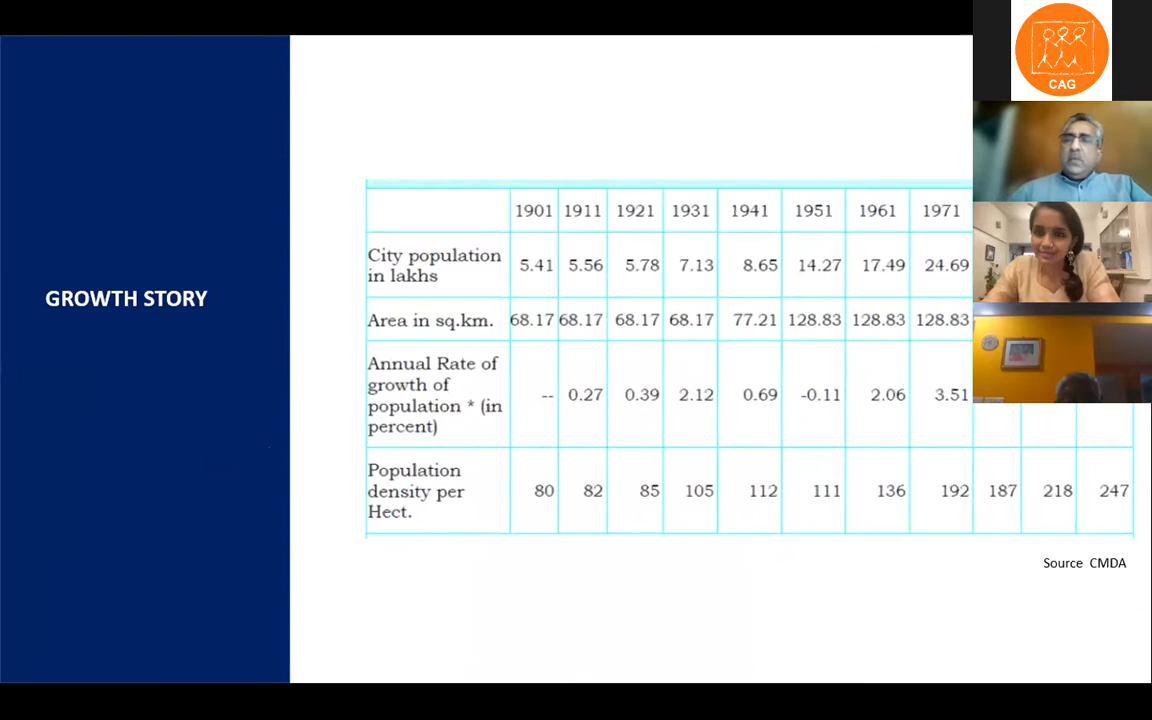 CAG
GROWTH STORY
1901 1911 1921 1931 1941 1951 1961 1971
City population in lakhs 5.41 5.56 5.78 7.13 8.65 14.27 17.49 24.69
Area in sq.km. 68.17 68.17 68.17 68.17 77.21 128.83 128.83 128.83
Annual Rate of growth of population * (in percent) -- 0.27 0.39 2.12 0.69 -0.11 2.06 3.51
Population density per Hect. 80 82 85 105 112 111 136 192 187 218 247
Source CMDA